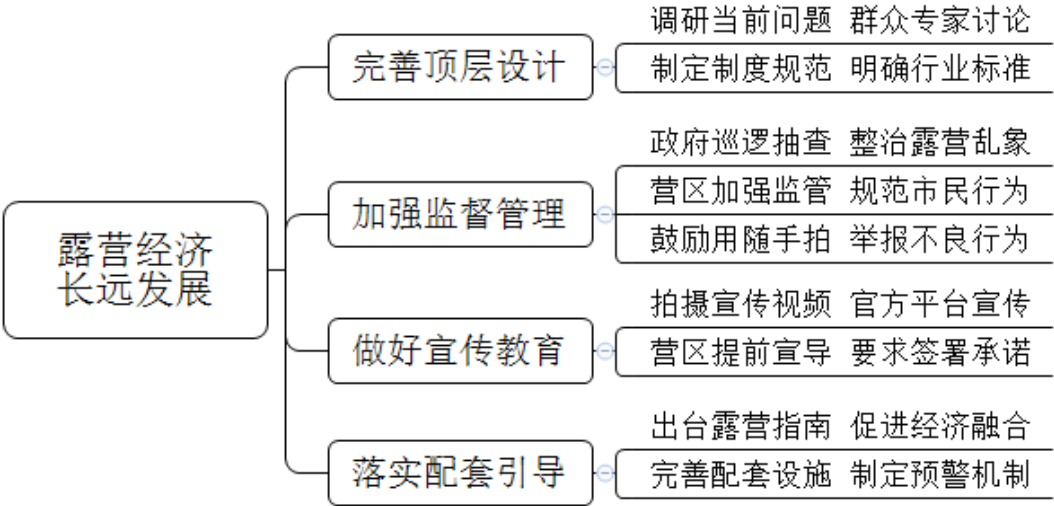 露营经济
长远发展
完善顶层设计
调研当前问题 群众专家讨论
制定制度规范 明确行业标准
加强监督管理
政府巡逻抽查 整治露营乱象
营区加强监管 规范市民行为
鼓励用随手拍 举报不良行为
做好宣传教育
拍摄宣传视频 官方平台宣传
营区提前宣导 要求签署承诺
落实配套引导
出台露营指南 促进经济融合
完善配套设施 制定预警机制